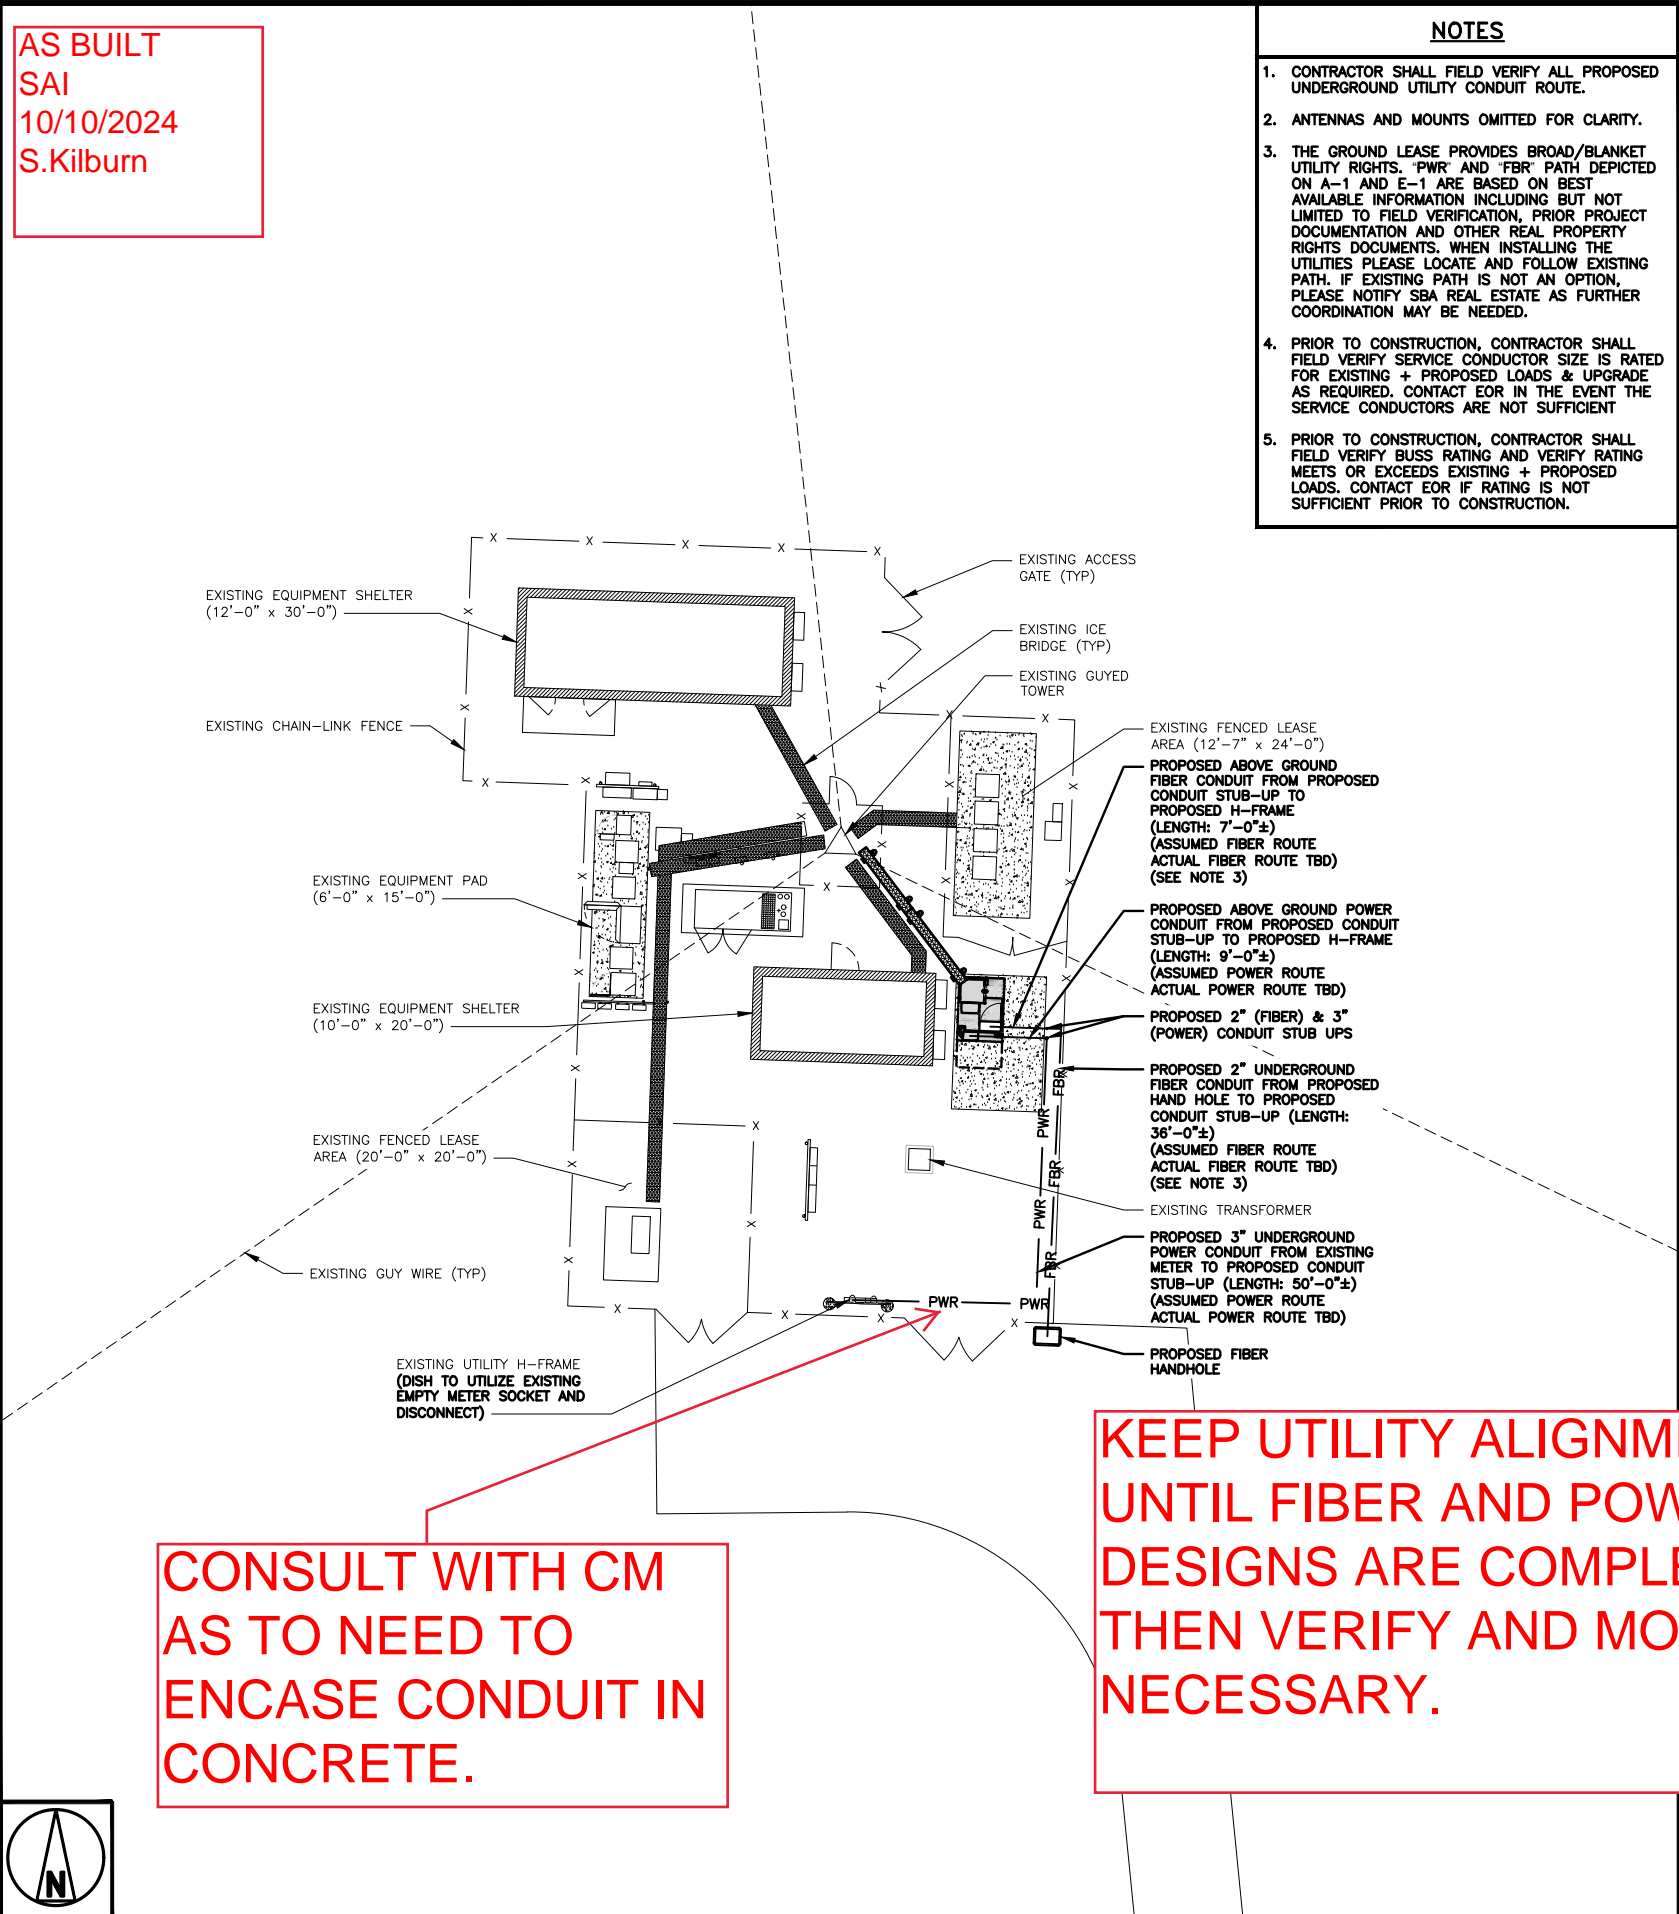 AS BUILT
SAI
10/10/2024
S.Kilburn
NOTES
1. CONTRACTOR SHALL FIELD VERIFY ALL PROPOSED
UNDERGROUND UTILITY CONDUIT ROUTE.
2. ANTENNAS AND MOUNTS OMITTED FOR CLARITY.
3. THE GROUND LEASE PROVIDES BROAD/BLANKET
UTILITY RIGHTS. "PWR" AND "FBR" PATH DEPICTED
ON A-1 AND E-1 ARE BASED ON BEST
AVAILABLE INFORMATION INCLUDING BUT NOT
LIMITED TO FIELD VERIFICATION, PRIOR PROJECT
DOCUMENTATION AND OTHER REAL PROPERTY
RIGHTS DOCUMENTS. WHEN INSTALLING THE
UTILITIES PLEASE LOCATE AND FOLLOW EXISTING
PATH. IF EXISTING PATH IS NOT AN OPTION,
PLEASE NOTIFY SBA REAL ESTATE AS FURTHER
COORDINATION MAY BE NEEDED.
4. PRIOR TO CONSTRUCTION, CONTRACTOR SHALL
FIELD VERIFY SERVICE CONDUCTOR SIZE IS RATED
FOR EXISTING + PROPOSED LOADS & UPGRADE
AS REQUIRED. CONTACT EOR IN THE EVENT THE
SERVICE CONDUCTORS ARE NOT SUFFICIENT
5. PRIOR TO CONSTRUCTION, CONTRACTOR SHALL
FIELD VERIFY BUSS RATING AND VERIFY RATING
MEETS OR EXCEEDS EXISTING + PROPOSED
LOADS. CONTACT EOR IF RATING IS NOT
SUFFICIENT PRIOR TO CONSTRUCTION.
EXISTING EQUIPMENT SHELTER
(12'-0" x 30'-0")
EXISTING CHAIN-LINK FENCE
EXISTING EQUIPMENT PAD
(6'-0" x 15'-0")
EXISTING EQUIPMENT SHELTER
(10'-0" x 20'-0")
EXISTING FENCED LEASE
AREA (20'-0" x 20'-0")
EXISTING GUY WIRE (TYP)
EXISTING UTILITY H-FRAME
(DISH TO UTILIZE EXISTING
EMPTY METER SOCKET AND
DISCONNECT)
EXISTING ACCESS
GATE (TYP)
EXISTING ICE
BRIDGE (TYP)
EXISTING GUYED
TOWER
EXISTING FENCED LEASE
AREA (12'-7" x 24'-0")
PROPOSED ABOVE GROUND
FIBER CONDUIT FROM PROPOSED
CONDUIT STUB-UP TO
PROPOSED H-FRAME
(LENGTH: 7'-0"±)
(ASSUMED FIBER ROUTE
ACTUAL FIBER ROUTE TBD)
(SEE NOTE 3)
PROPOSED ABOVE GROUND POWER
CONDUIT FROM PROPOSED CONDUIT
STUB-UP TO PROPOSED H-FRAME
(LENGTH: 9'-0"±)
(ASSUMED POWER ROUTE
ACTUAL POWER ROUTE TBD)
PROPOSED 2" (FIBER) & 3"
(POWER) CONDUIT STUB UPS
PROPOSED 2" UNDERGROUND
FIBER CONDUIT FROM PROPOSED
HAND HOLE TO PROPOSED
CONDUIT STUB-UP (LENGTH:
36'-0"±)
(ASSUMED FIBER ROUTE
ACTUAL FIBER ROUTE TBD)
(SEE NOTE 3)
EXISTING TRANSFORMER
PROPOSED 3" UNDERGROUND
POWER CONDUIT FROM EXISTING
METER TO PROPOSED CONDUIT
STUB-UP (LENGTH: 50'-0"±)
(ASSUMED POWER ROUTE
ACTUAL POWER ROUTE TBD)
PROPOSED FIBER
HANDHOLE
FBR
PWR
FBR
PWR
FBR
PWR
PWR
CONSULT WITH CM
AS TO NEED TO
ENCASE CONDUIT IN
CONCRETE.
KEEP UTILITY
UNTIL FIBER AND
DESIGNS ARE
THEN VERIFY AND
NECESSARY.
N